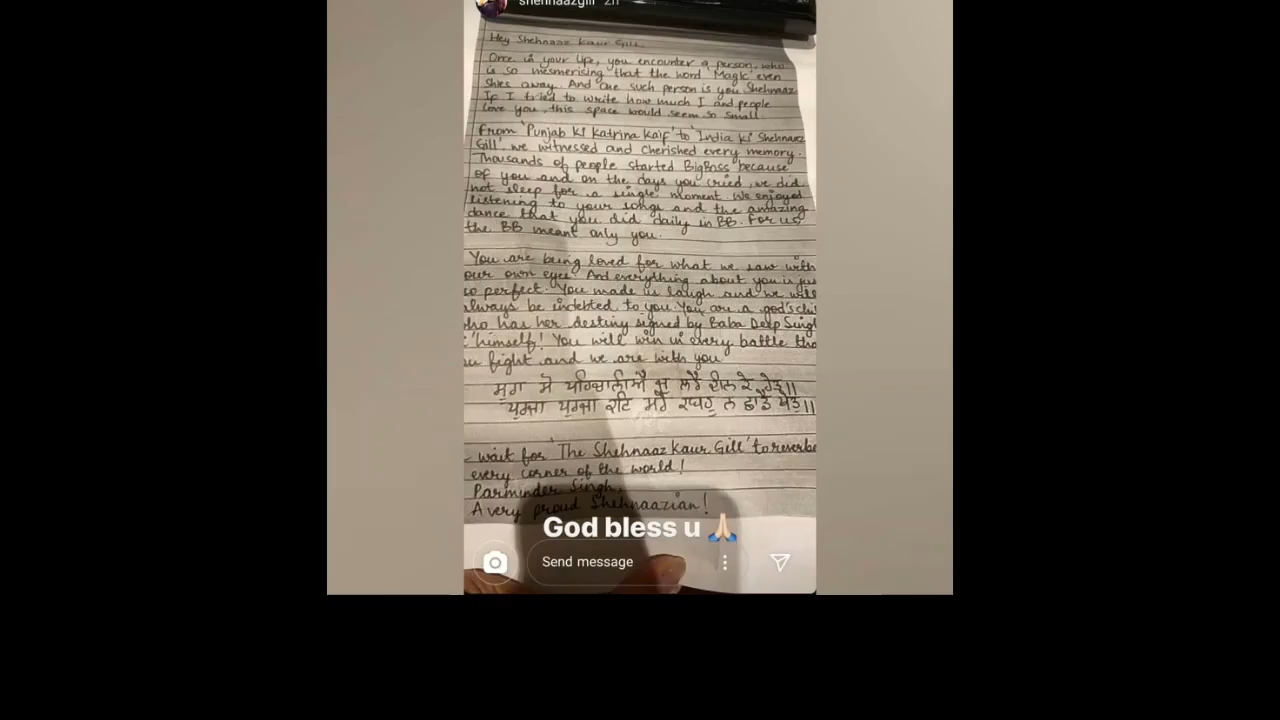 shehnaazgill 2h
Hey Shehnaaz Kaur Gill,
Once in your life, you encounter a person, who
is so mesmerising that the word 'Magic' even
shies away. And one such person is you Shehnaaz
If I tried to write how much I and people
love you, this space would seem so small.
From 'Punjab ki Katrina Kaif' to 'India ki Shehnaaz
Gill' we witnessed and cherished every memory.
Thousands of people started BigBoss because
of you and on the days you cried, we did
not sleep for a single moment. We enjoyed
listening to your songs and the amazing
dance that you did daily in BB. For us
the BB meant only you.
You are being loved for what we saw with
our own eyes. And everything about you is
so perfect. You made us laugh and we will
always be indebted to you. You are a god's
who has her destiny signed by Baba Deep Singh
himself! You will win in every battle
fight and we are with you
ਸੂਰਾ ਸੋ ਪਹਿਚਾਨੀਐ ਜੁ ਲਰੈ ਦੀਨ ਕੇ ਹੇਤ॥
ਪੁਰਜਾ ਪੁਰਜਾ ਕਟਿ ਮਰੈ ਕਬਹੂ ਨ ਛਾਡੈ ਖੇਤ॥
wait for 'The Shehnaaz Kaur Gill' to
every corner of the world!
Parminder Singh,
A very proud Shehnaazian!
God bless u 🙏🏻
Send message